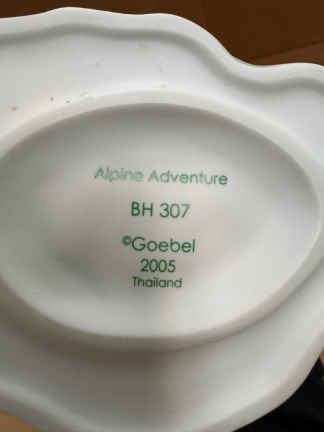 Alpine Adventure
BH 307
©Goebel
2005
Thailand